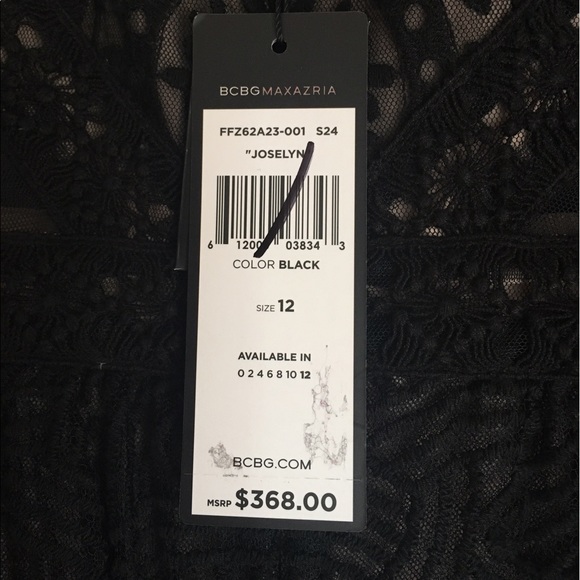 BCBGMAXAZRIA
FFZ62A23-001 S24
"JOSELYN
6 1200 03834 3
COLOR BLACK
SIZE 12
AVAILABLE IN
0 2 4 6 8 10 12
BCBG.COM
MSRP $368.00